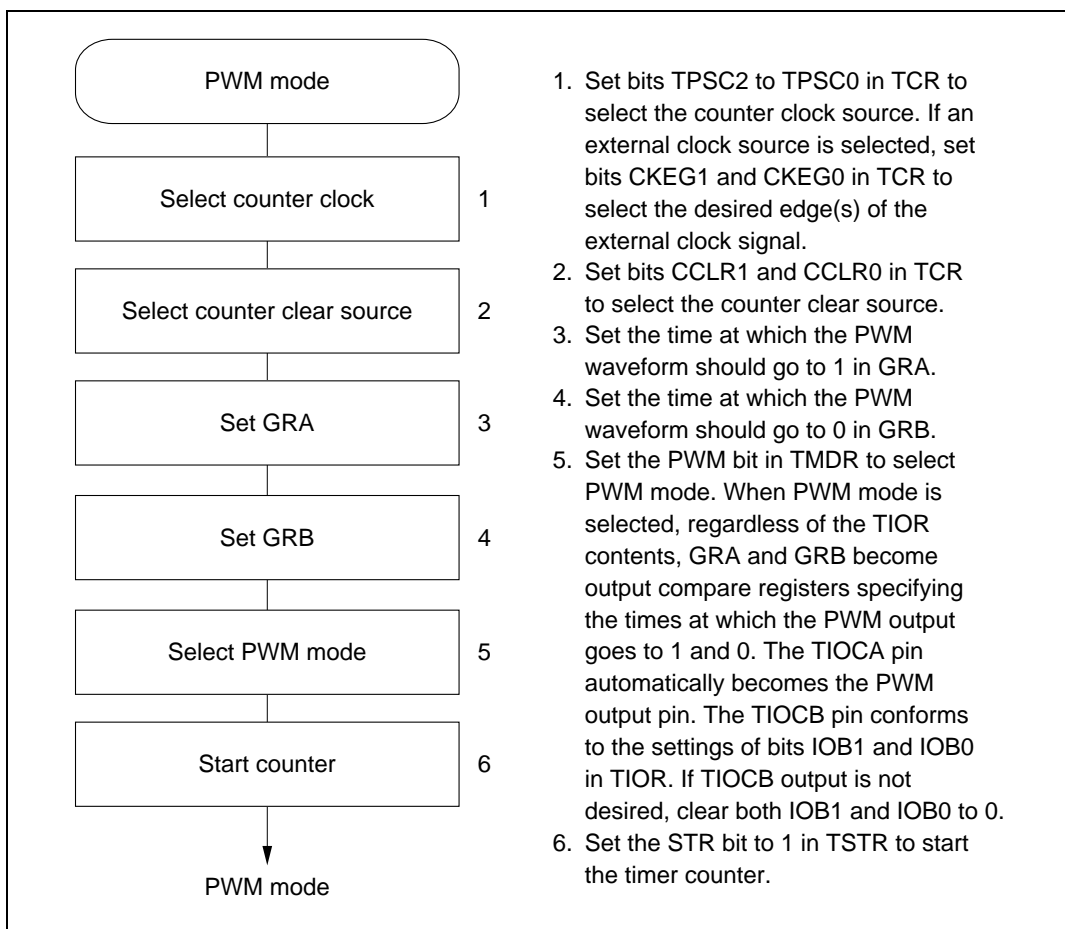 PWM mode
Select counter clock
1
Select counter clear source
2
Set GRA
3
Set GRB
4
Select PWM mode
5
Start counter
6
PWM mode
1. Set bits TPSC2 to TPSC0 in TCR to
select the counter clock source. If an
external clock source is selected, set
bits CKEG1 and CKEG0 in TCR to
select the desired edge(s) of the
external clock signal.
2. Set bits CCLR1 and CCLR0 in TCR
to select the counter clear source.
3. Set the time at which the PWM
waveform should go to 1 in GRA.
4. Set the time at which the PWM
waveform should go to 0 in GRB.
5. Set the PWM bit in TMDR to select
PWM mode. When PWM mode is
selected, regardless of the TIOR
contents, GRA and GRB become
output compare registers specifying
the times at which the PWM output
goes to 1 and 0. The TIOCA pin
automatically becomes the PWM
output pin. The TIOCB pin conforms
to the settings of bits IOB1 and IOB0
in TIOR. If TIOCB output is not
desired, clear both IOB1 and IOB0 to 0.
6. Set the STR bit to 1 in TSTR to start
the timer counter.